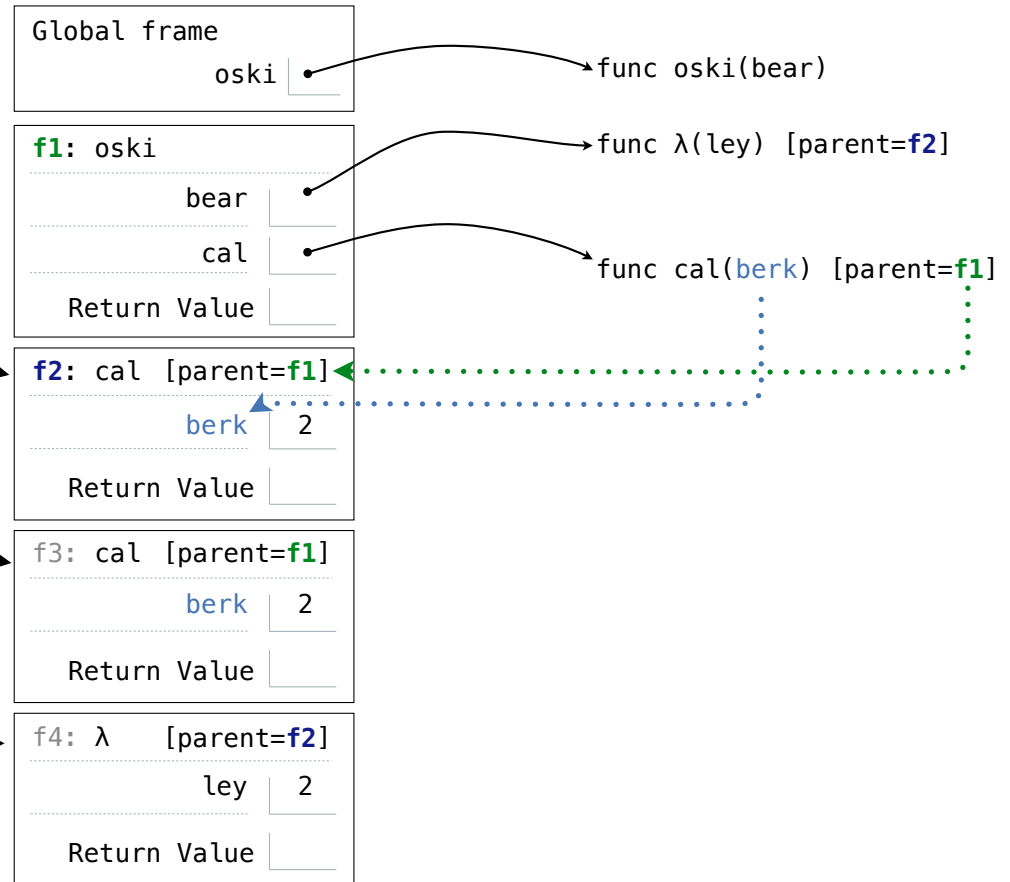 Global frame
oski
func oski(bear)
f1: oski
func λ(ley) [parent=f2]
bear
cal
func cal(berk) [parent=f1]
Return Value
f2: cal [parent=f1]
berk 2
Return Value
f3: cal [parent=f1]
berk 2
Return Value
f4: λ [parent=f2]
ley 2
Return Value